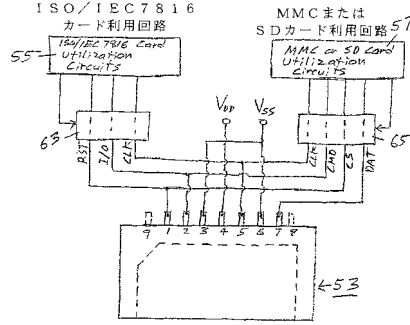 ISO/IEC7816
カード利用回路
MMCまたは
SDカード利用回路
57
55
ISO/IEC 7816 Card
Utilization
Circuits
MMC or SD Card
Utilization
Circuits
63
65
VDD
VSS
RST
I/O
CLK
CLK
CMD
CS
DAT
9 1 2 3 4 5 6 7 8
53